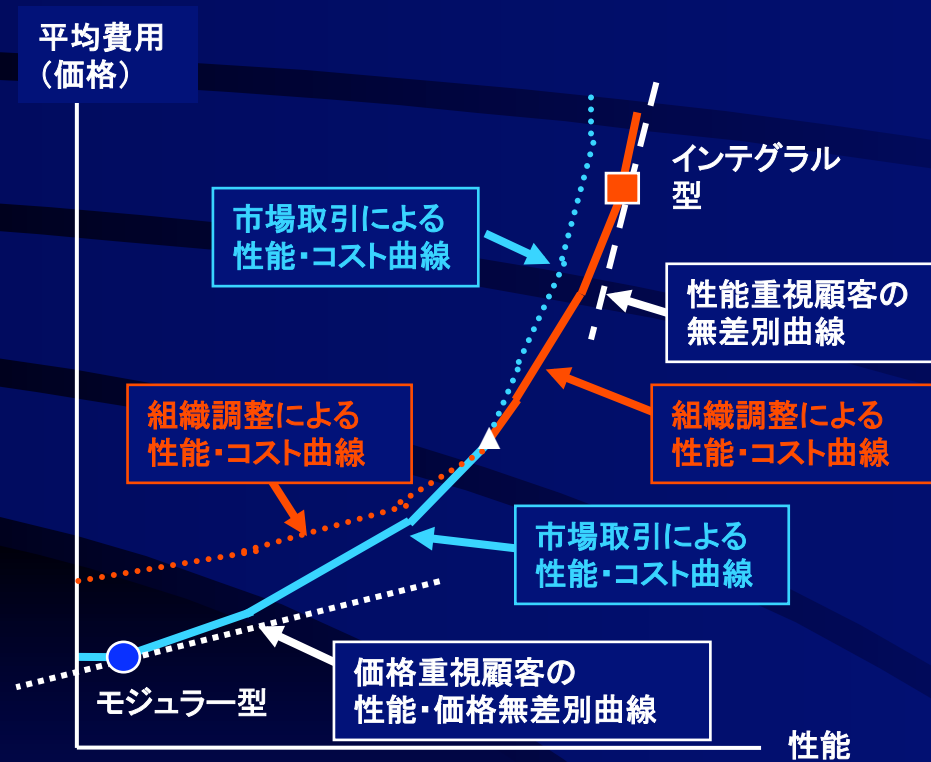 平均費用
(価格)
インテグラル
型
市場取引による
性能・コスト曲線
性能重視顧客の
無差別曲線
組織調整による
性能・コスト曲線
組織調整による
性能・コスト曲線
市場取引による
性能・コスト曲線
価格重視顧客の
性能・価格無差別曲線
モジュラー型
性能